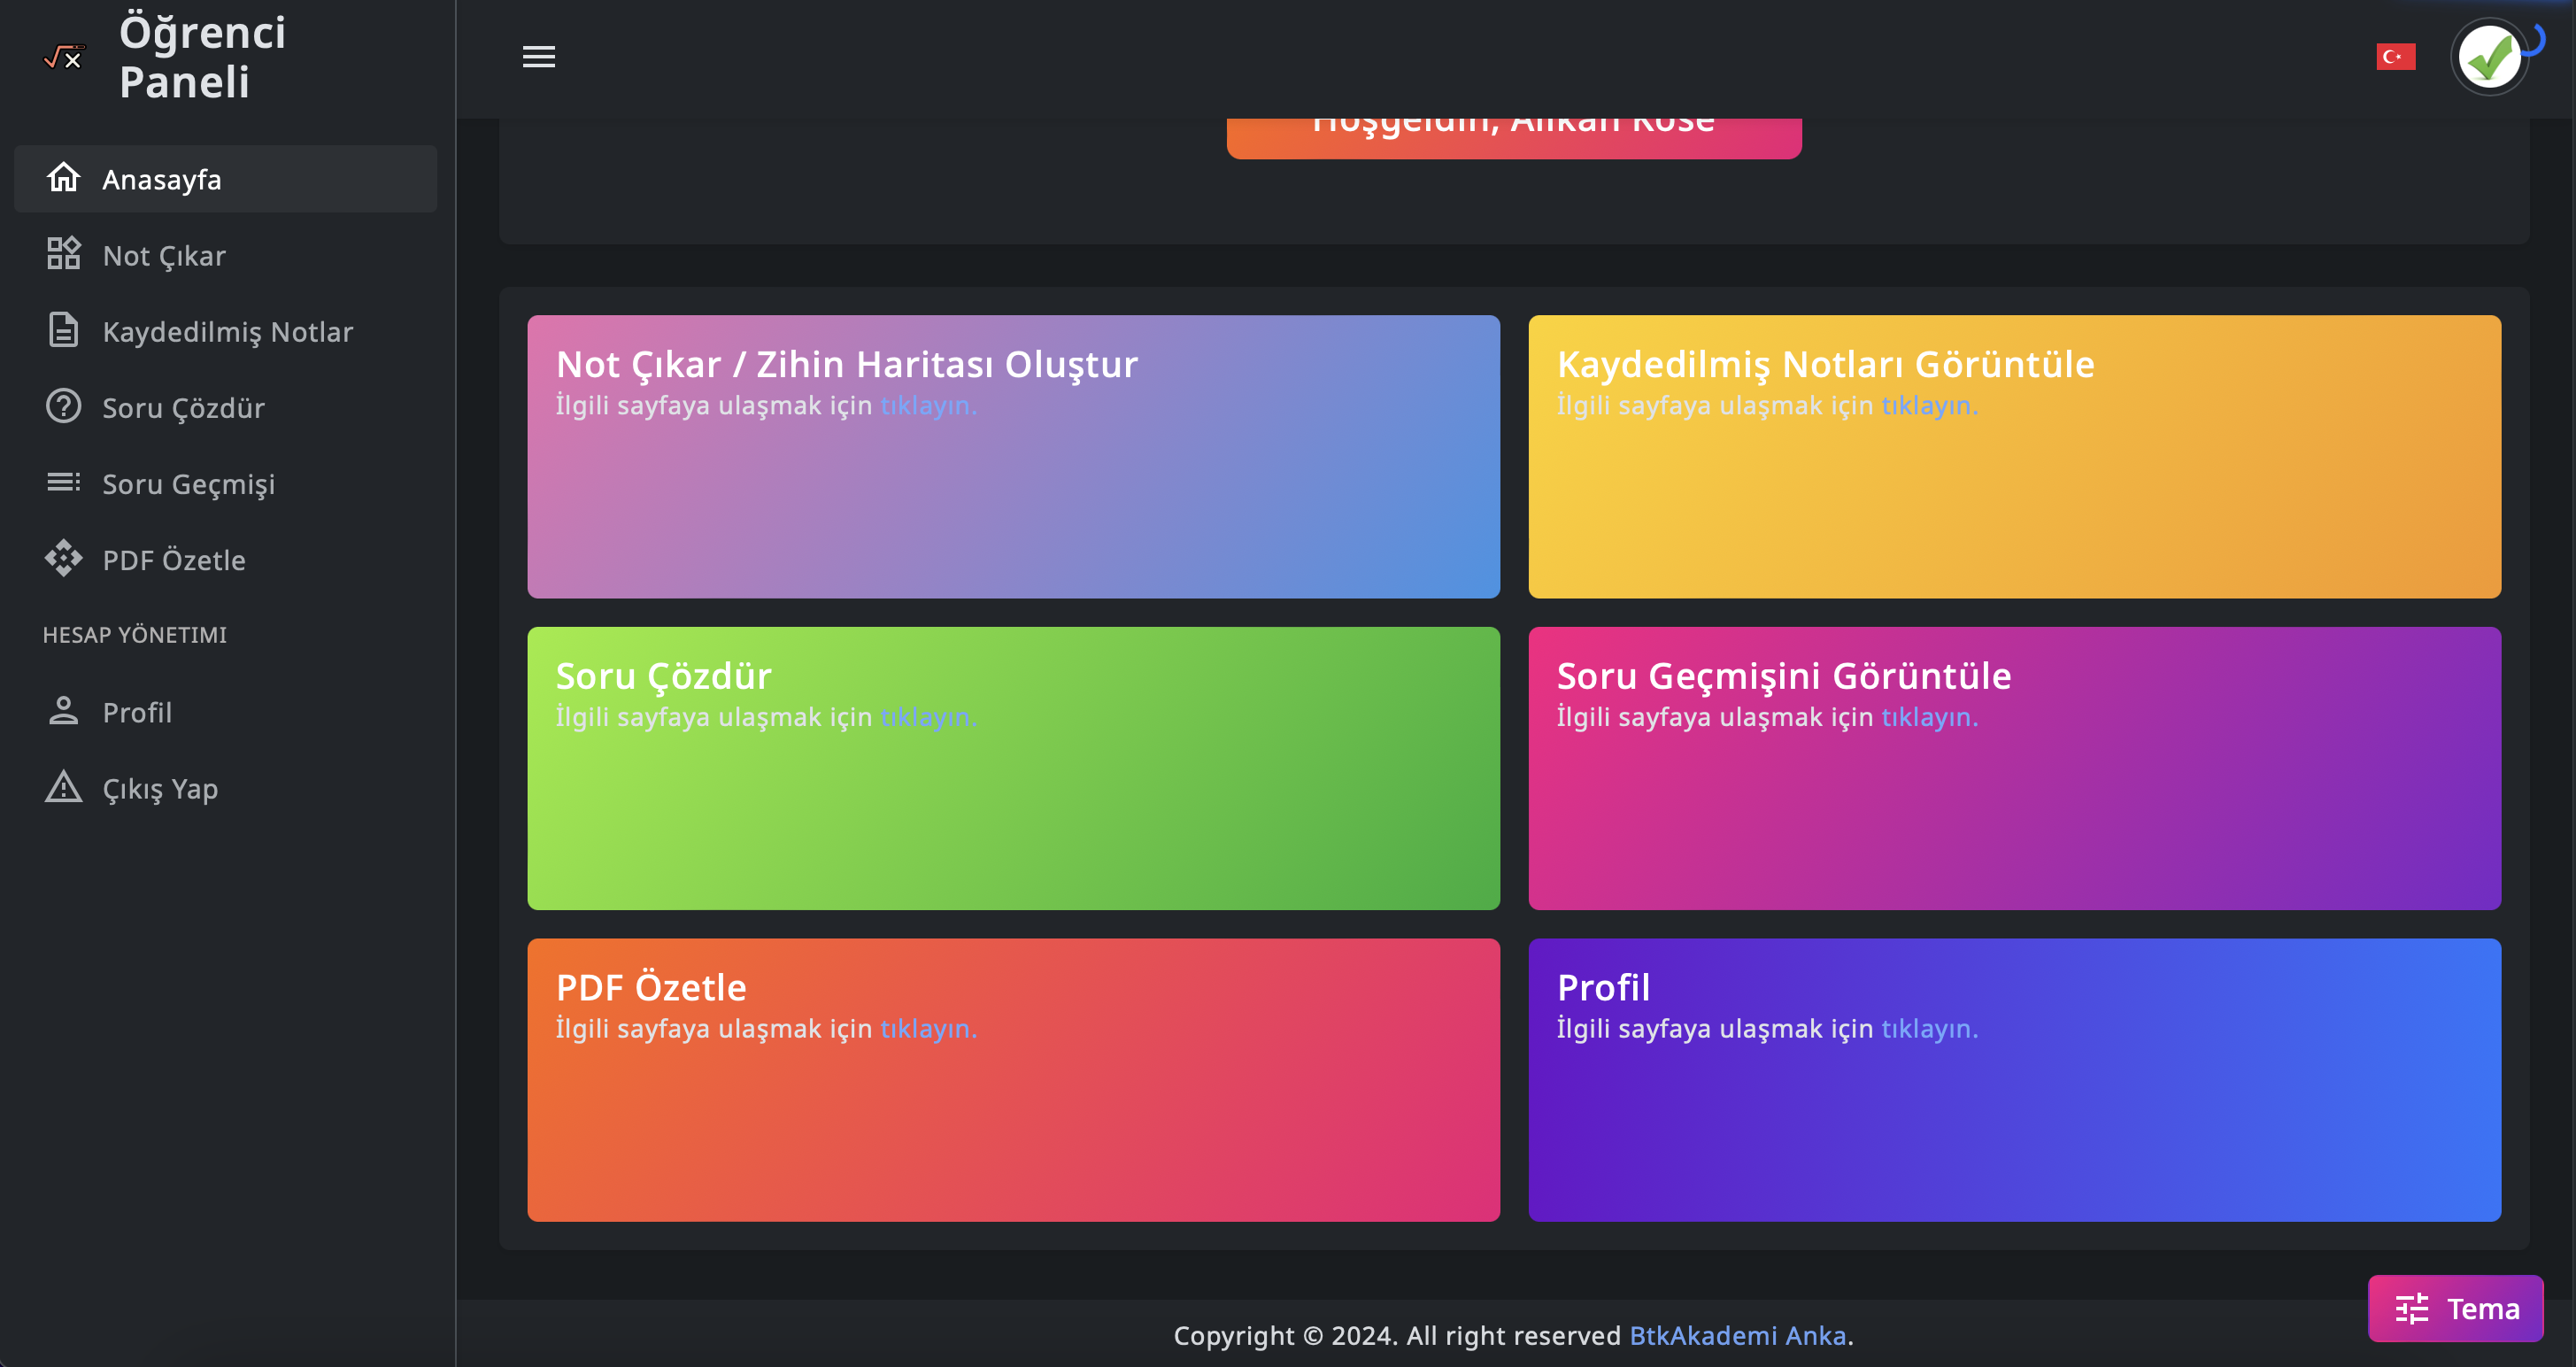 Öğrenci
Paneli
Anasayfa
Not Çıkar
Kaydedilmiş Notlar
Soru Çözdür
Soru Geçmişi
PDF Özetle
HESAP YÖNETIMI
Profil
Çıkış Yap
Hoşgeldin, Alikan Köse
Not Çıkar / Zihin Haritası Oluştur
İlgili sayfaya ulaşmak için tıklayın.
Kaydedilmiş Notları Görüntüle
İlgili sayfaya ulaşmak için tıklayın.
Soru Çözdür
İlgili sayfaya ulaşmak için tıklayın.
Soru Geçmişini Görüntüle
İlgili sayfaya ulaşmak için tıklayın.
PDF Özetle
İlgili sayfaya ulaşmak için tıklayın.
Profil
İlgili sayfaya ulaşmak için tıklayın.
Tema
Copyright © 2024. All right reserved BtkAkademi Anka.